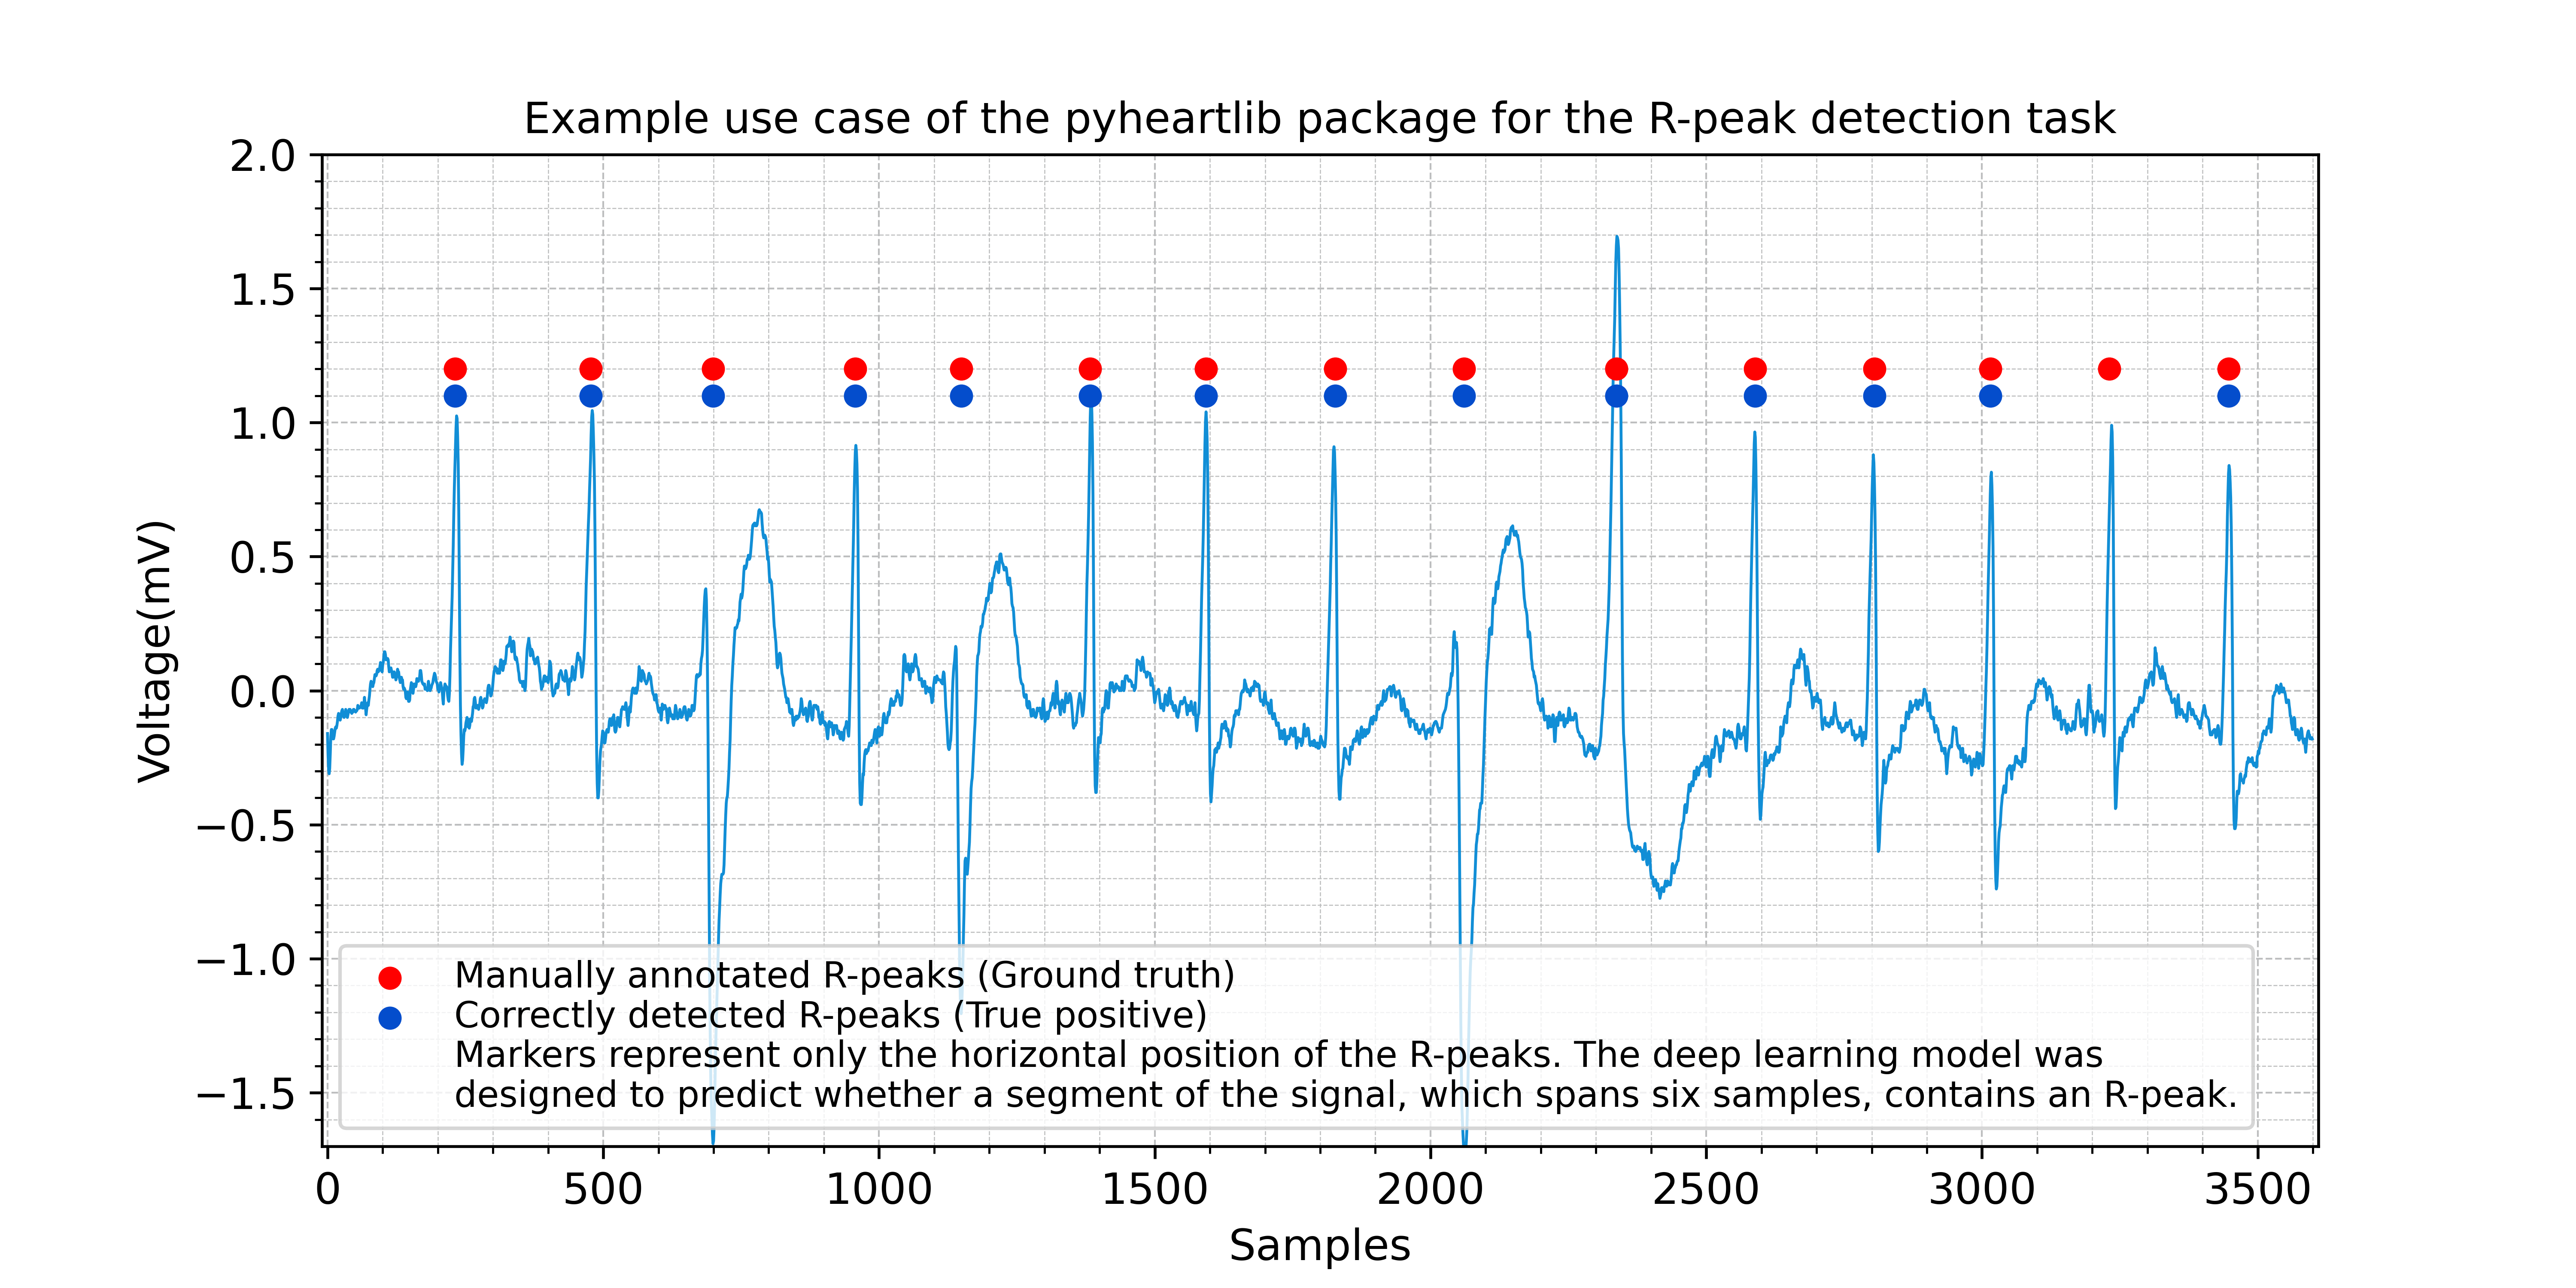 Example use case of the pyheartlib package for the R-peak detection task
2.0
1.5
1.0
0.5
0.0
−0.5
−1.0
−1.5
Voltage(mV)
Manually annotated R-peaks (Ground truth)
Correctly detected R-peaks (True positive)
Markers represent only the horizontal position of the R-peaks. The deep learning model was
designed to predict whether a segment of the signal, which spans six samples, contains an R-peak.
0 500 1000 1500 2000 2500 3000 3500
Samples